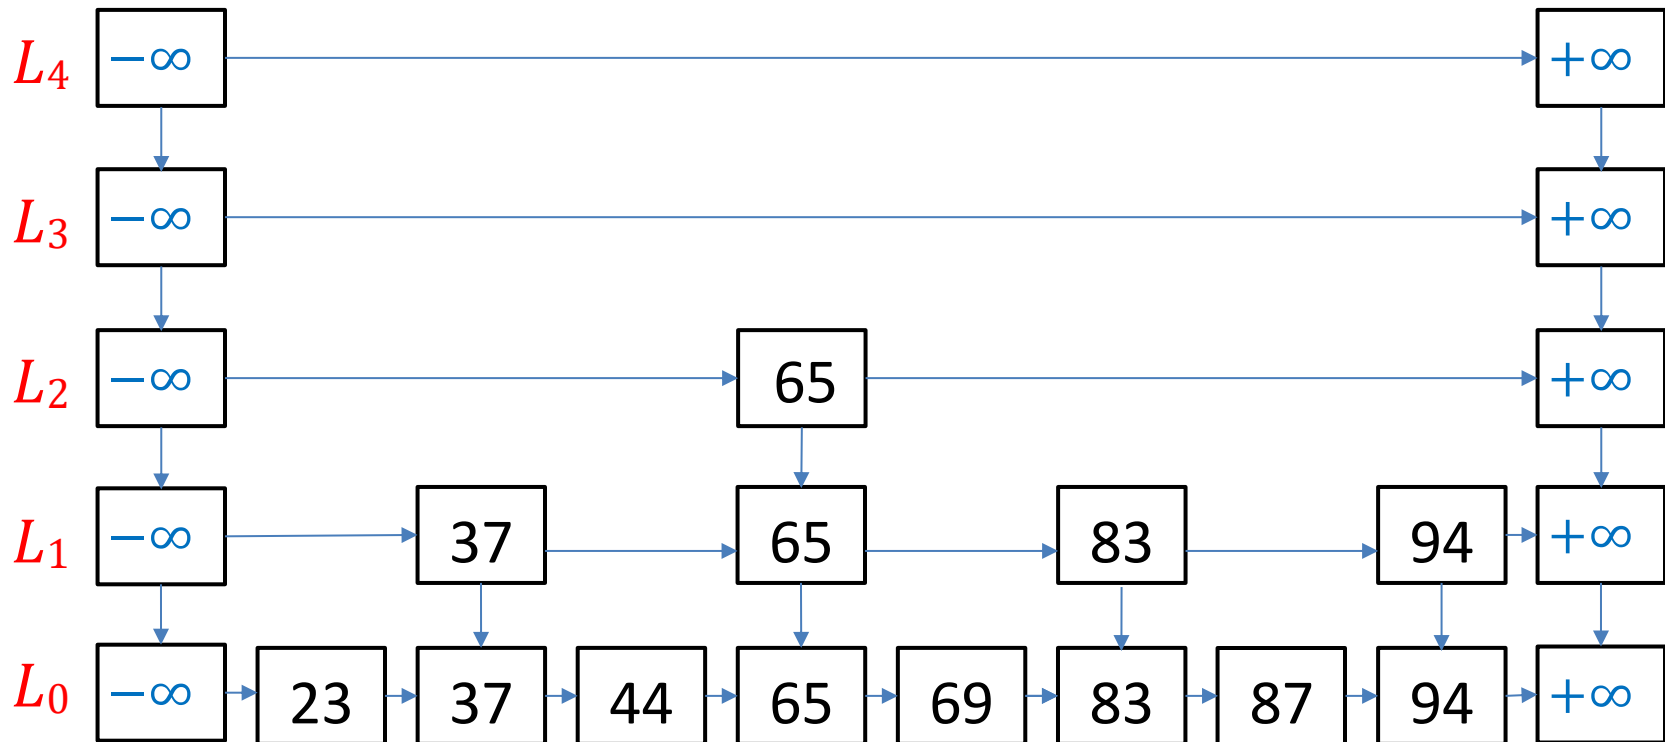 L₄ −∞ +∞
L₃ −∞ +∞
L₂ −∞ 65 +∞
L₁ −∞ 37 65 83 94 +∞
L₀ −∞ 23 37 44 65 69 83 87 94 +∞